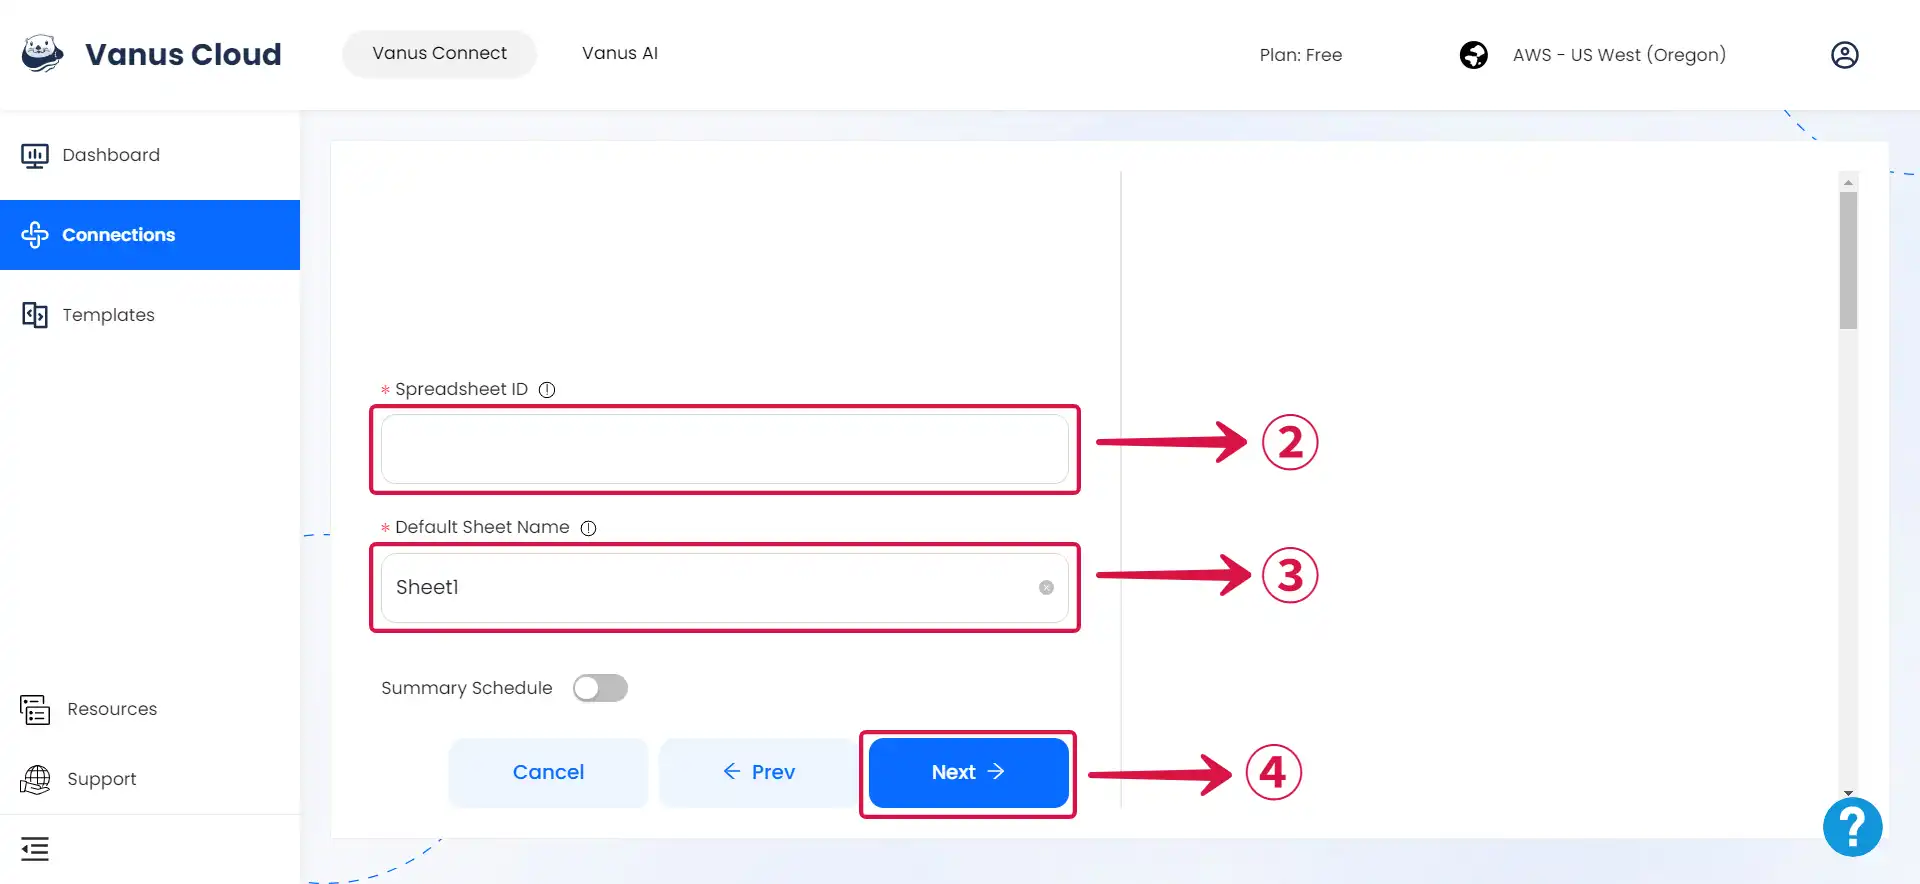 Vanus Cloud
Vanus Connect
Vanus AI
Plan: Free
AWS - US West (Oregon)
Dashboard
Connections
Templates
* Spreadsheet ID
2
* Default Sheet Name
Sheet1
3
Summary Schedule
Cancel
Prev
Next
4
Resources
Support
?